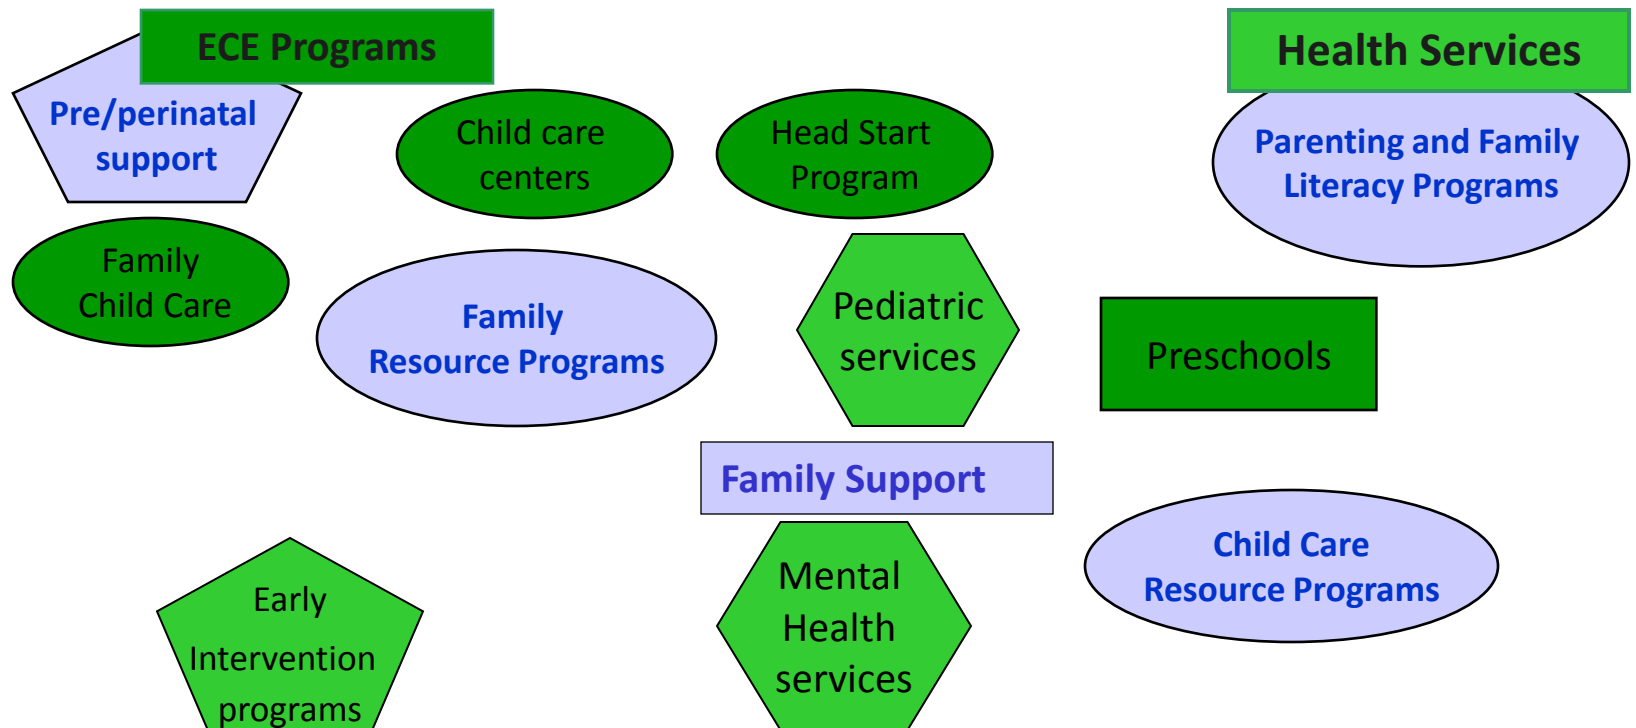 ECE Programs
Health Services
Pre/perinatal
support
Child care
centers
Head Start
Program
Parenting and Family
Literacy Programs
Family
Child Care
Family
Resource Programs
Pediatric
services
Preschools
Family Support
Child Care
Resource Programs
Mental
Health
services
Early
Intervention
programs